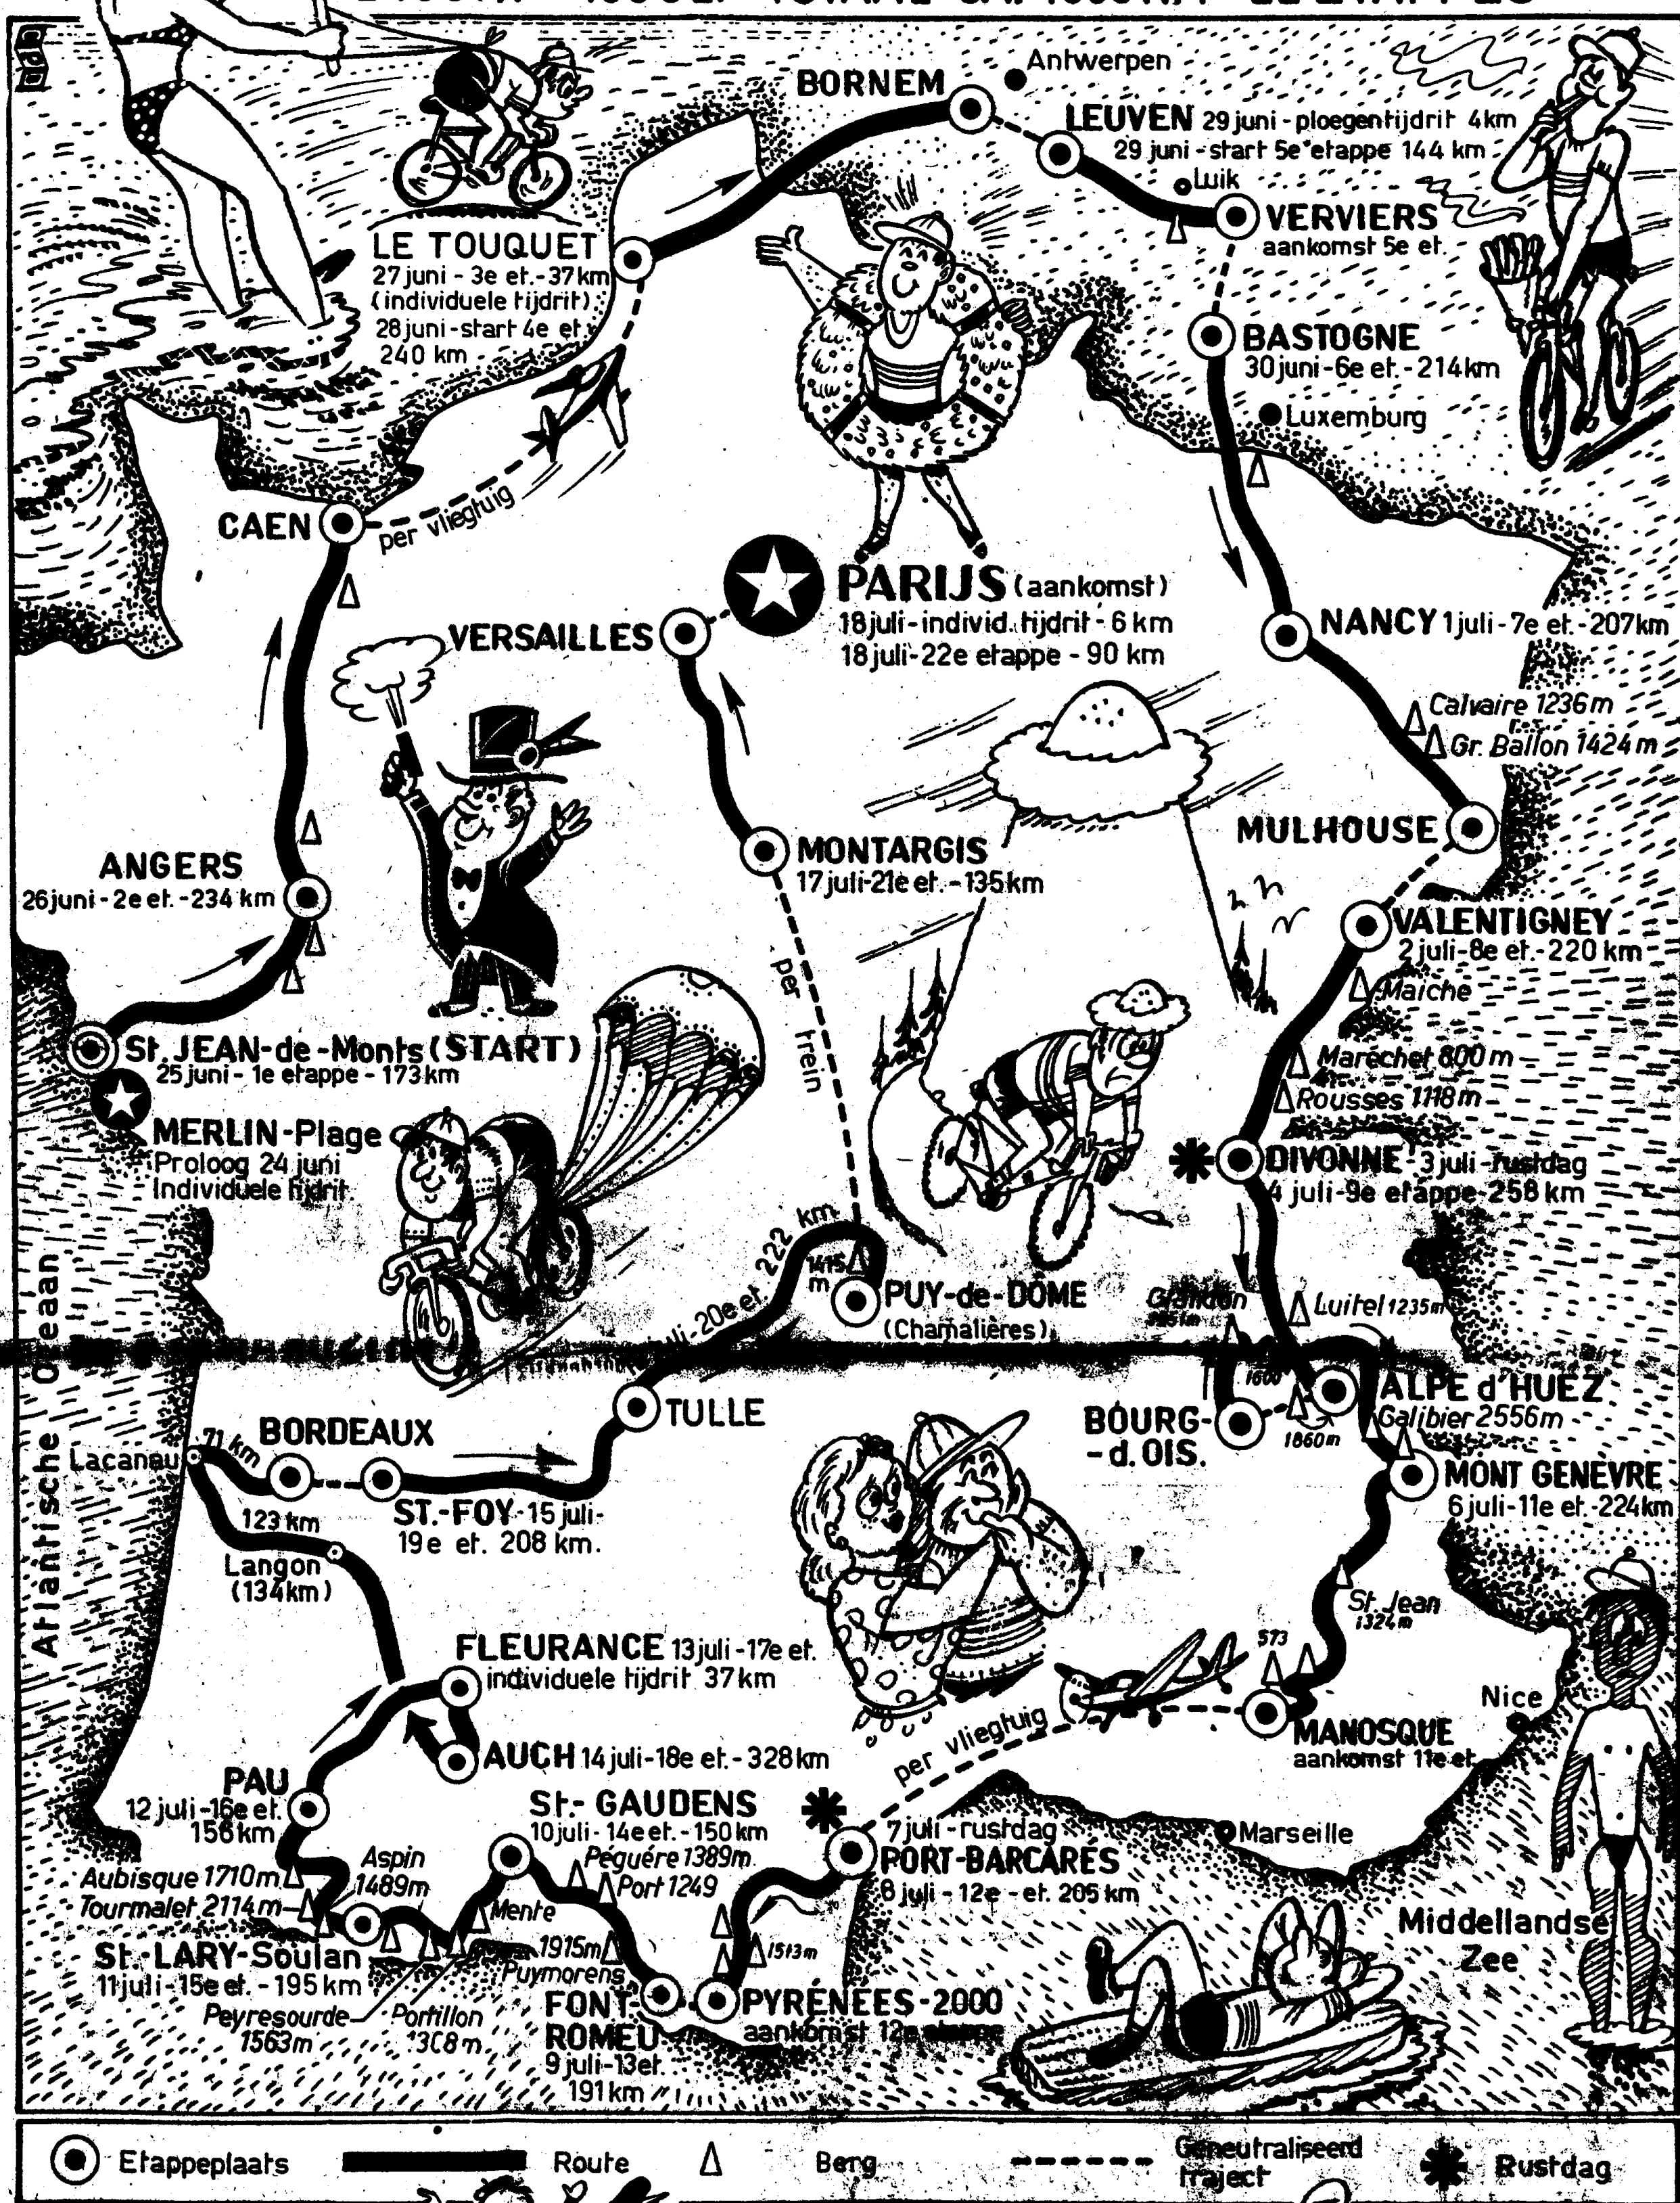 BORNEM
Antwerpen
LEUVEN 29 juni - ploegentijdrit 4km
29 juni - start 5e etappe 144 km
Luik
VERVIERS
aankomst 5e et.
LE TOUQUET
27 juni - 3e et. - 37 km
(individuele tijdrit)
28 juni - start 4e et.
240 km
BASTOGNE
30 juni - 6e et. - 214 km
Luxemburg
CAEN
per vliegtuig
PARIJS (aankomst)
18 juli - individ. tijdrit - 6 km
18 juli - 22e etappe - 90 km
VERSAILLES
NANCY 1 juli - 7e et. - 207km
Calvaire 1236 m
Gr. Ballon 1424 m
MULHOUSE
MONTARGIS
17 juli - 21e et. - 135 km
ANGERS
26 juni - 2e et. - 234 km
VALENTIGNEY
2 juli - 8e et. - 220 km
Maiche
per trein
St. JEAN-de-Monts (START)
25 juni - 1e etappe - 173 km
Maréchet 800 m
Rousses 1118 m
MERLIN-Plage
Proloog 24 juni
Individuele tijdrit
DIVONNE 3 juli - rustdag
4 juli - 9e etappe - 258 km
Atlantische Oceaan
20e et. 222 km
1415 m
PUY-de-DÔME
(Chamalières)
Luitel 1235 m
1600
ALPE d'HUEZ
Galibier 2556 m
BOURG-
-d. OIS.
1860 m
TULLE
BORDEAUX
71 km
Lacanau
MONT GENÈVRE
6 juli - 11e et. - 224 km
123 km
ST.-FOY - 15 juli -
19e et. 208 km.
Langon
(134 km)
St. Jean
1324 m
FLEURANCE 13 juli - 17e et.
individuele tijdrit 37 km
573
Nice
per vliegtuig
MANOSQUE
aankomst 11e et.
AUCH 14 juli - 18e et. - 328 km
PAU
12 juli - 16e et.
156 km
St.- GAUDENS
10 juli - 14e et. - 150 km
7 juli - rustdag
PORT-BARCARÈS
8 juli - 12e - et. 205 km
Marseille
Péguére 1389 m.
Port 1249
Aspin
1489 m
Aubisque 1710 m
Tourmalet 2114 m
Mente
1513 m
Middellandse
Zee
St.-LARY-Soulan
11 juli - 15e et. - 195 km
1915 m
Puymorens
Peyresourde
1563 m
Portillon
FONT-
ROMEU
9 juli - 13 et.
191 km
PYRÉNÉES-2000
aankomst 12e etappe
Etappeplaats
Route
Berg
Geneutraliseerd
traject
Rustdag